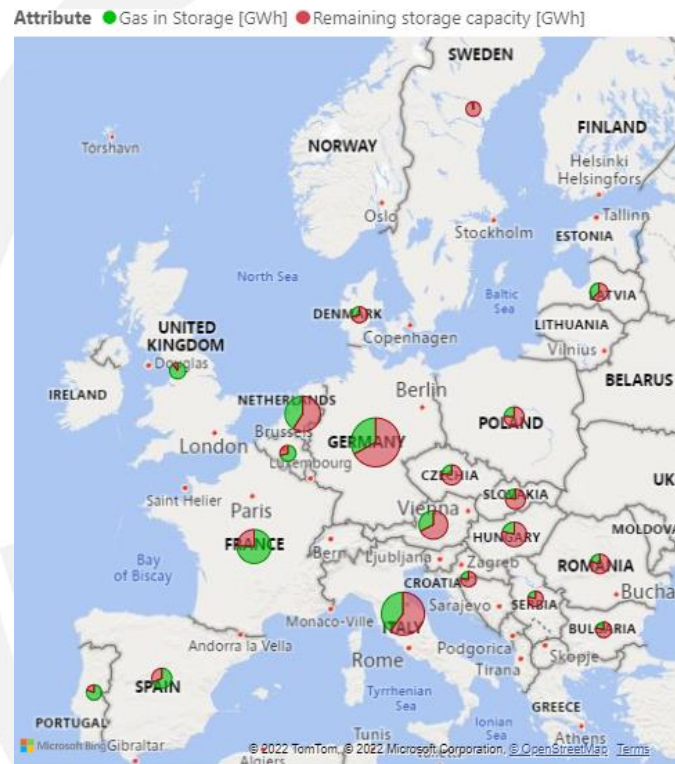 Attribute Gas in Storage [GWh] Remaining storage capacity [GWh]
SWEDEN
FINLAND
Tórshavn
NORWAY
Helsinki
Helsingfors
Oslo
Tallinn
Stockholm
ESTONIA
North Sea
Baltic
Sea
LATVIA
DENMARK
UNITED
KINGDOM
Copenhagen
LITHUANIA
Vilnius
Douglas
BELARUS
IRELAND
NETHERLANDS
Berlin
London
Brussels
GERMANY
POLAND
Luxembourg
CZECHIA
UK
Saint Helier
SLOVAKIA
Paris
Vienna
MOLDOVA
FRANCE
Bern
HUNGARY
Bay
of Biscay
Ljubljana
Zagreb
ROMANIA
CROATIA
Bucha
Monaco-Ville
Sarajevo
SERBIA
ITALY
BULGARIA
Andorra la Vella
Rome
Podgorica
Skopje
Tirana
SPAIN
Tyrrhenian
Sea
PORTUGAL
GREECE
Ionian
Sea
Athens
Microsoft Bing
Gibraltar
Tunis
Algiers
© 2022 TomTom, © 2022 Microsoft Corporation, © OpenStreetMap Terms